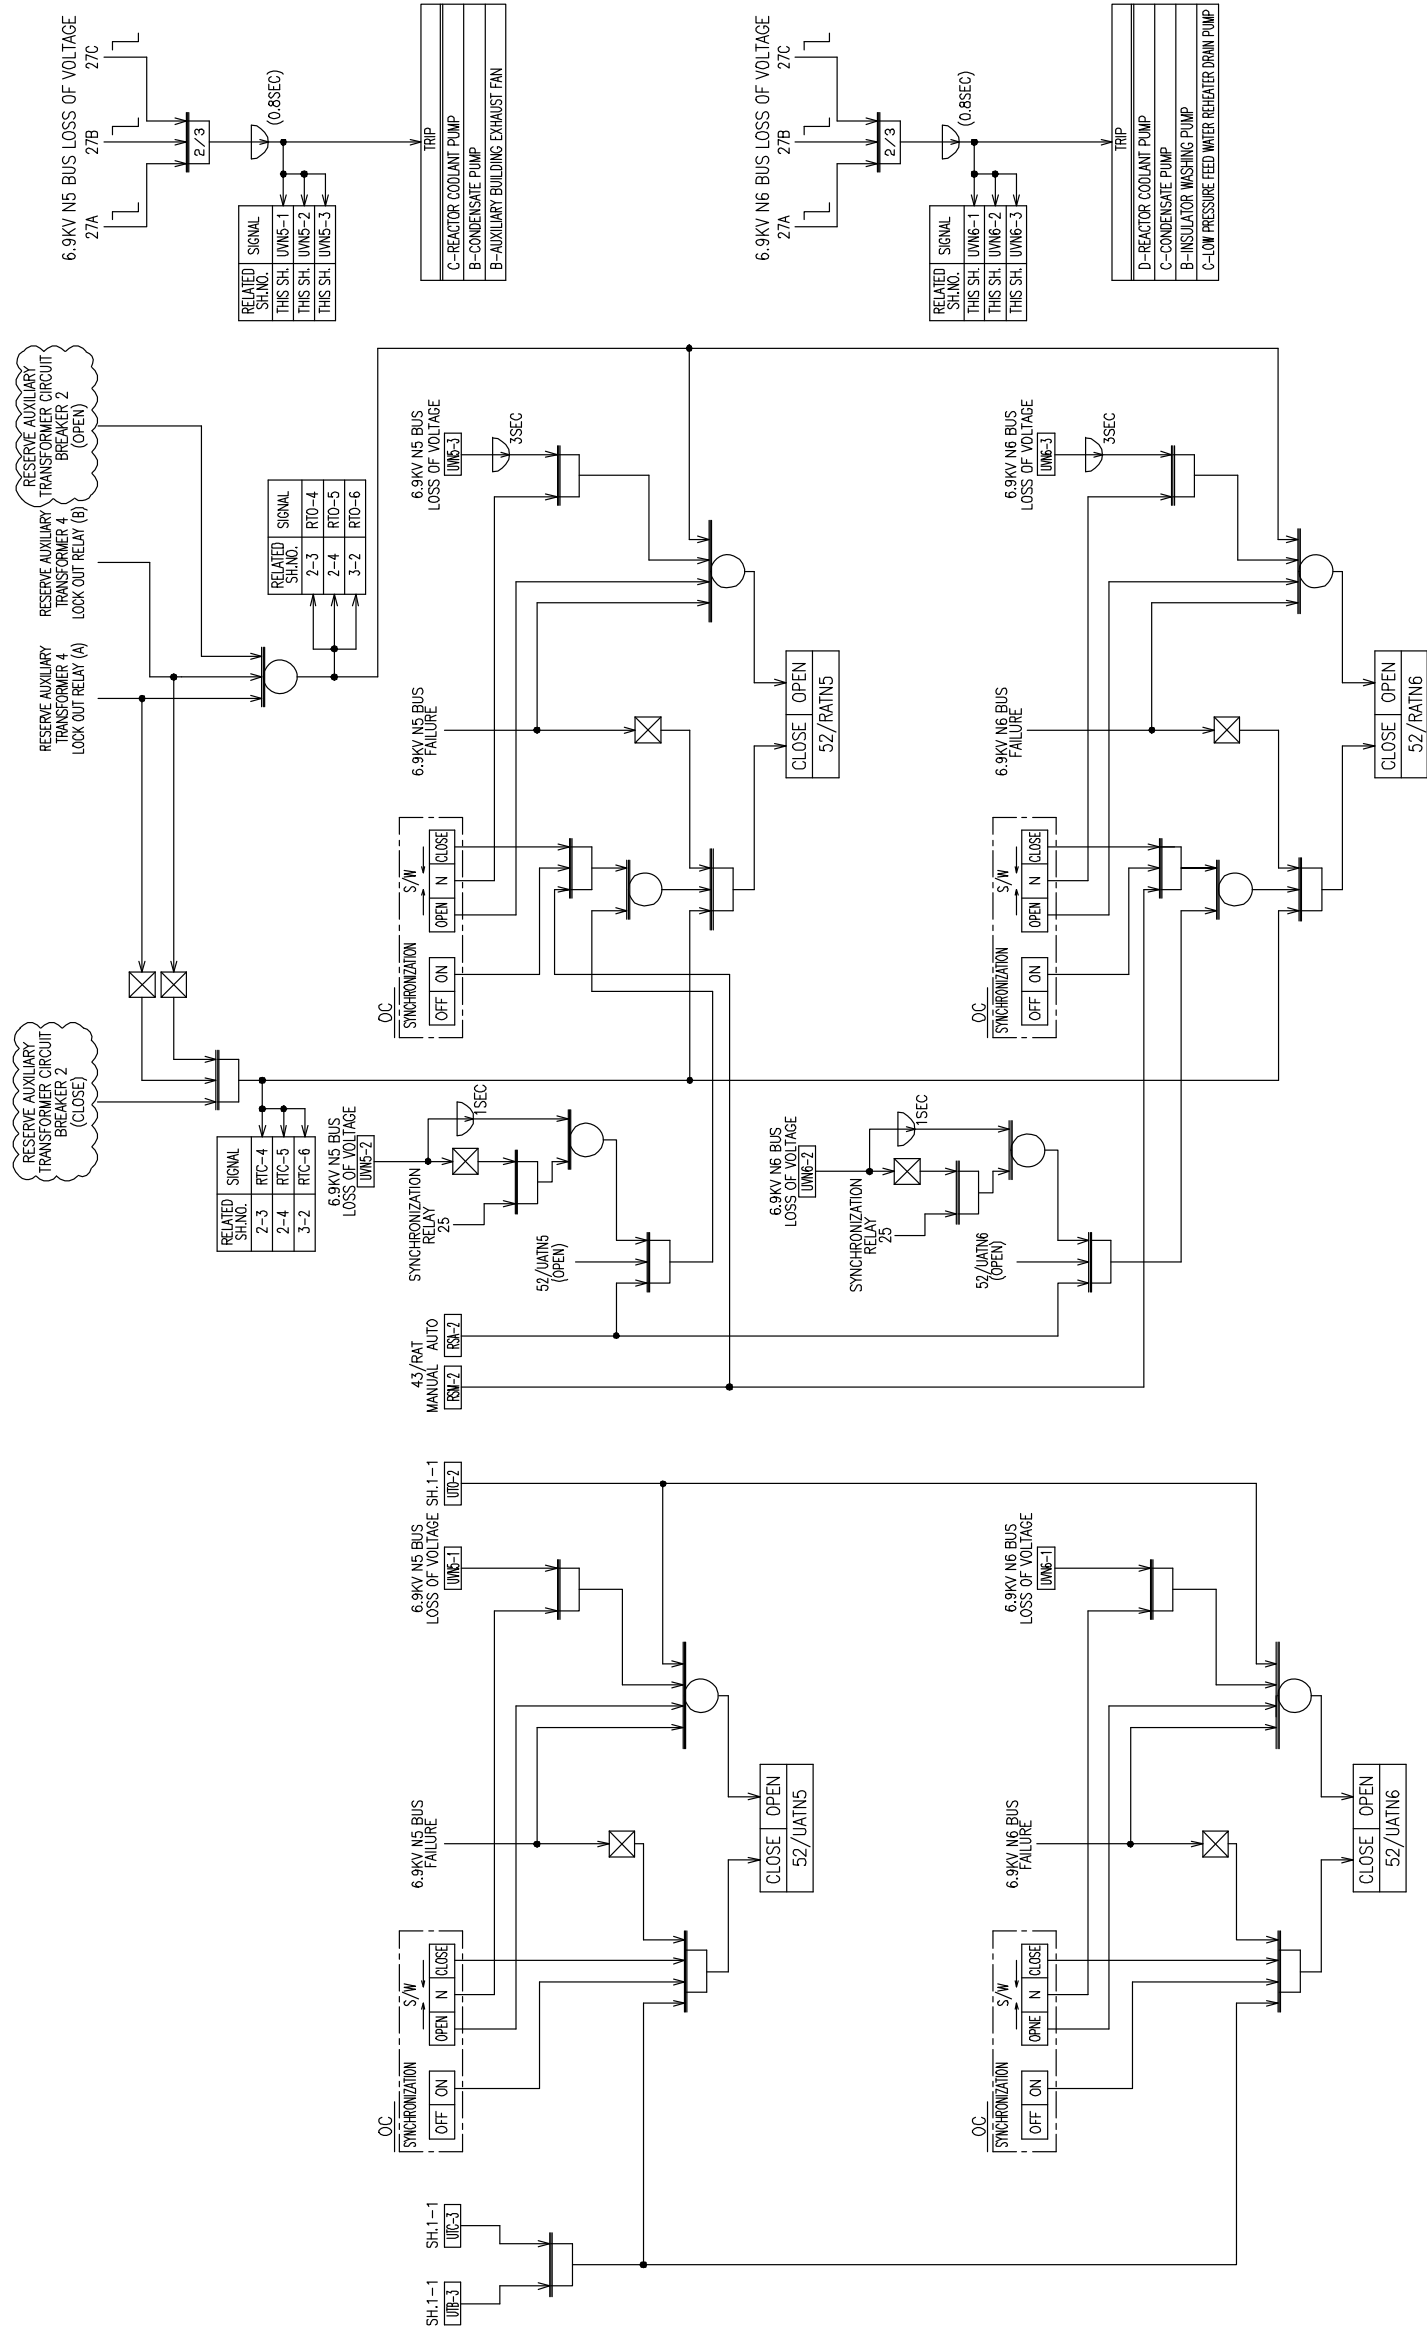 6.9KV N5 BUS LOSS OF VOLTAGE
27A
27B
27C
2/3
(0.8SEC)
RELATED
SH.NO.
SIGNAL
THIS SH.
UVN5-1
THIS SH.
UVN5-2
THIS SH.
UVN5-3
TRIP
C-REACTOR COOLANT PUMP
B-CONDENSATE PUMP
B-AUXILIARY BUILDING EXHAUST FAN
6.9KV N6 BUS LOSS OF VOLTAGE
27A
27B
27C
2/3
(0.8SEC)
RELATED
SH.NO.
SIGNAL
THIS SH.
UVN6-1
THIS SH.
UVN6-2
THIS SH.
UVN6-3
TRIP
D-REACTOR COOLANT PUMP
C-CONDENSATE PUMP
B-INSULATOR WASHING PUMP
C-LOW PRESSURE FEED WATER REHEATER DRAIN PUMP
RESERVE AUXILIARY
TRANSFORMER CIRCUIT
BREAKER 2
(CLOSE)
RESERVE AUXILIARY
TRANSFORMER 4
LOCK OUT RELAY (A)
RESERVE AUXILIARY
TRANSFORMER 4
LOCK OUT RELAY (B)
RESERVE AUXILIARY
TRANSFORMER CIRCUIT
BREAKER 2
(OPEN)
RELATED
SH.NO.
SIGNAL
2-3
RTC-4
2-4
RTC-5
3-2
RTC-6
RELATED
SH.NO.
SIGNAL
2-3
RTO-4
2-4
RTO-5
3-2
RTO-6
43/RAT
MANUAL
AUTO
RSM-2
RSA-2
6.9KV N5 BUS
LOSS OF VOLTAGE
UVN5-2
1SEC
SYNCHRONIZATION
RELAY
25
52/UATN5
(OPEN)
OC
SYNCHRONIZATION
OFF
ON
S/W
OPEN
N
CLOSE
6.9KV N5 BUS
FAILURE
6.9KV N5 BUS
LOSS OF VOLTAGE
UVN5-3
3SEC
CLOSE
OPEN
52/RATN5
6.9KV N6 BUS
LOSS OF VOLTAGE
UVN6-2
1SEC
SYNCHRONIZATION
RELAY
25
52/UATN6
(OPEN)
OC
SYNCHRONIZATION
OFF
ON
S/W
OPEN
N
CLOSE
6.9KV N6 BUS
FAILURE
6.9KV N6 BUS
LOSS OF VOLTAGE
UVN6-3
3SEC
CLOSE
OPEN
52/RATN6
SH.1-1
UTB-3
SH.1-1
UTC-3
OC
SYNCHRONIZATION
OFF
ON
S/W
OPEN
N
CLOSE
6.9KV N5 BUS
FAILURE
6.9KV N5 BUS
LOSS OF VOLTAGE
UVN5-1
SH.1-1
UTO-2
CLOSE
OPEN
52/UATN5
OC
SYNCHRONIZATION
OFF
ON
S/W
OPNE
N
CLOSE
6.9KV N6 BUS
FAILURE
6.9KV N6 BUS
LOSS OF VOLTAGE
UVN6-1
CLOSE
OPEN
52/UATN6